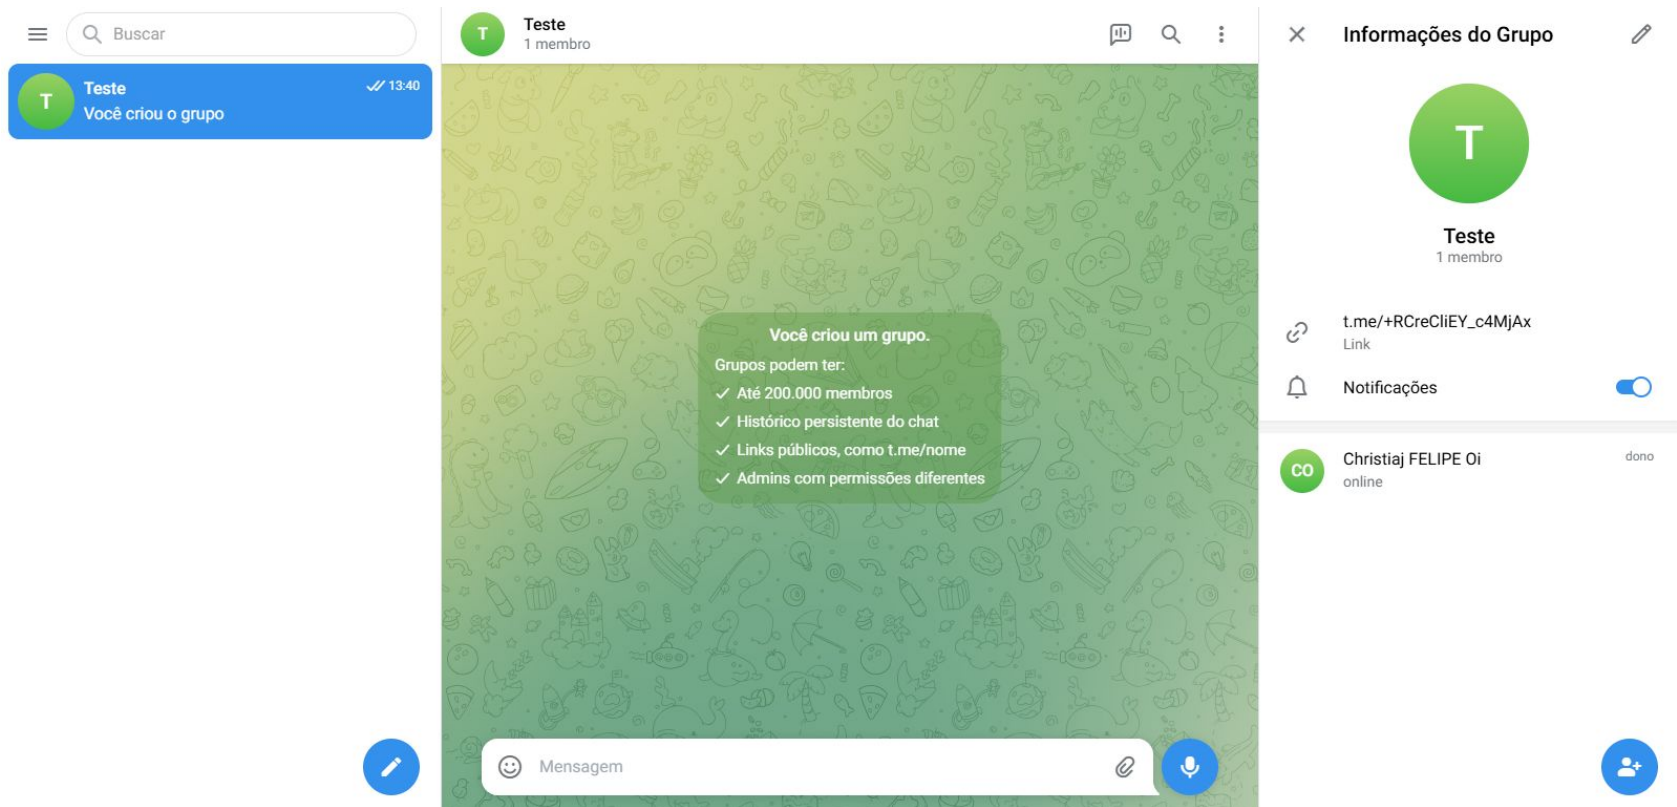 Buscar
T
Teste
13:40
Você criou o grupo
T
Teste
1 membro
Você criou um grupo.
Grupos podem ter:
Até 200.000 membros
Histórico persistente do chat
Links públicos, como t.me/nome
Admins com permissões diferentes
Mensagem
Informações do Grupo
T
Teste
1 membro
t.me/+RCreCliEY_c4MjAx
Link
Notificações
CO
Christiaj FELIPE Oi
dono
online